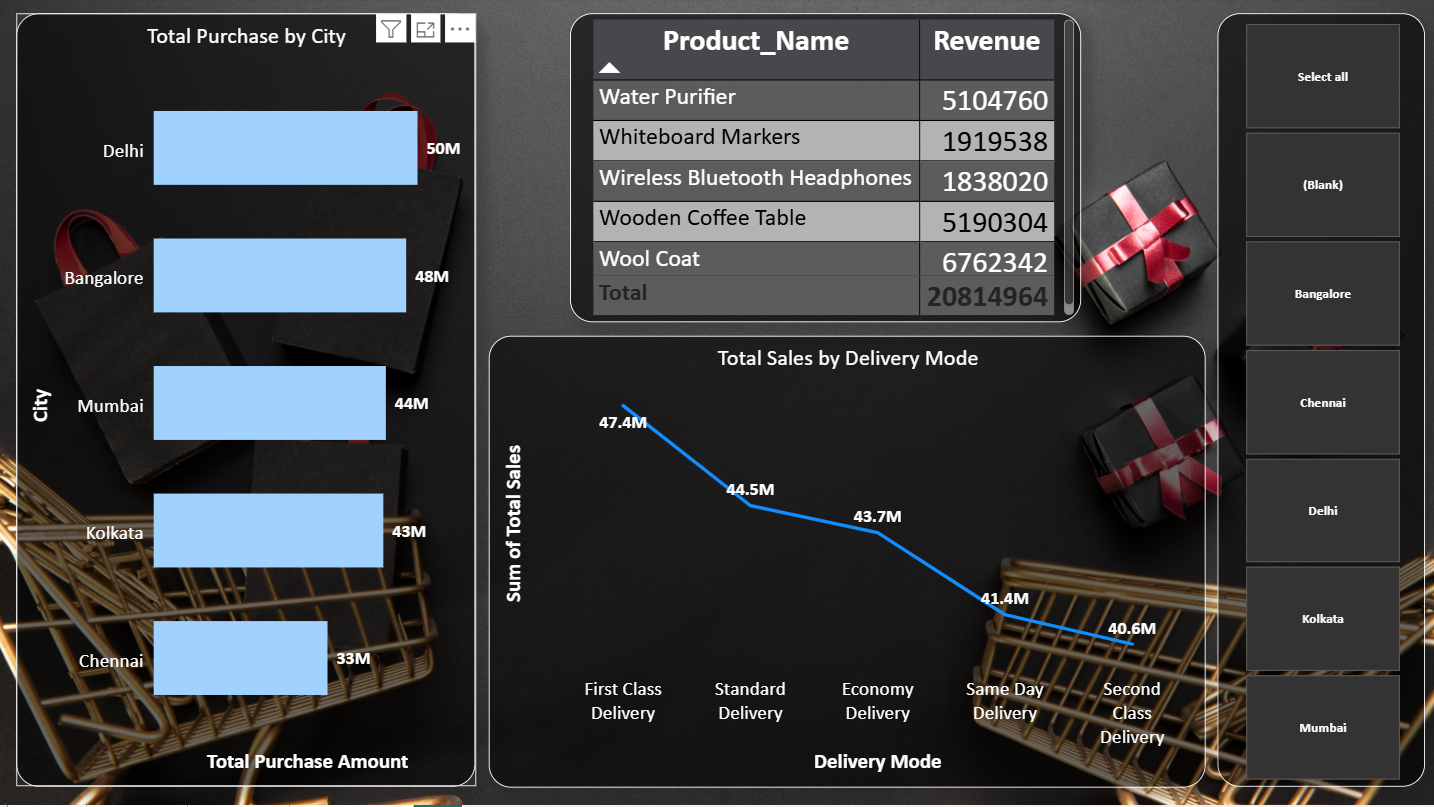 Total Purchase by City
Delhi
50M
Bangalore
48M
Mumbai
44M
Kolkata
43M
Chennai
33M
City
Total Purchase Amount
Product_Name Revenue
Water Purifier 5104760
Whiteboard Markers 1919538
Wireless Bluetooth Headphones 1838020
Wooden Coffee Table 5190304
Wool Coat 6762342
Total 20814964
Total Sales by Delivery Mode
Sum of Total Sales
47.4M
44.5M
43.7M
41.4M
40.6M
First Class
Delivery
Standard
Delivery
Economy
Delivery
Same Day
Delivery
Second
Class
Delivery
Delivery Mode
Select all
(Blank)
Bangalore
Chennai
Delhi
Kolkata
Mumbai